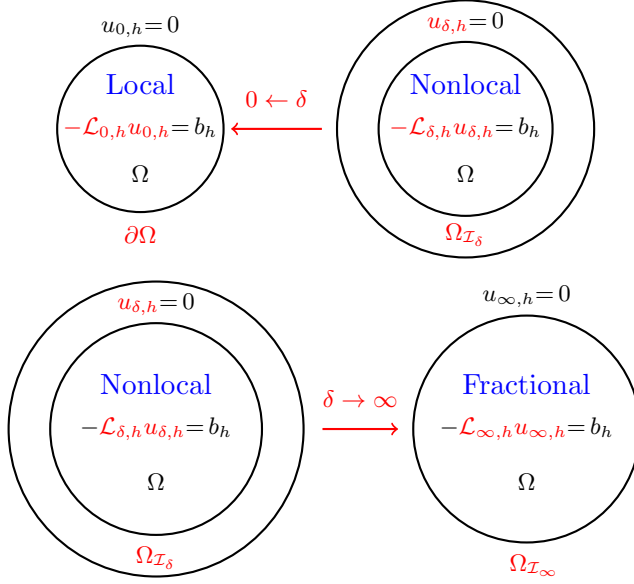 u_{0,h}=0
Local
-\mathcal{L}_{0,h}u_{0,h}=b_h
Ω
∂Ω
0 ← δ
u_{δ,h}=0
Nonlocal
-\mathcal{L}_{δ,h}u_{δ,h}=b_h
Ω
Ω_{\mathcal{I}_δ}
u_{δ,h}=0
Nonlocal
-\mathcal{L}_{δ,h}u_{δ,h}=b_h
Ω
Ω_{\mathcal{I}_δ}
δ → ∞
u_{∞,h}=0
Fractional
-\mathcal{L}_{∞,h}u_{∞,h}=b_h
Ω
Ω_{\mathcal{I}_∞}